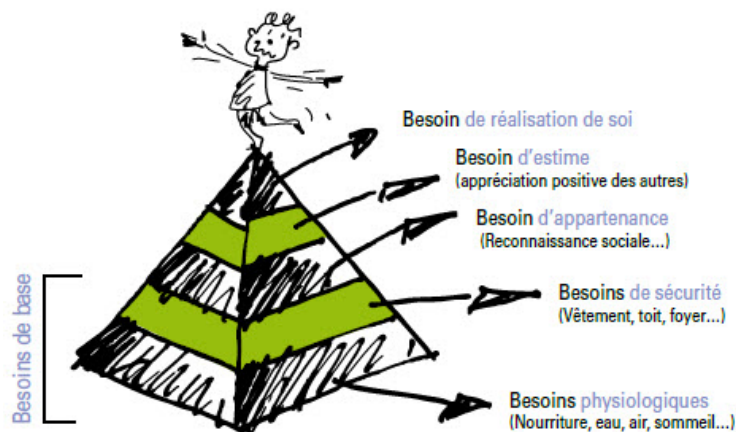 Besoin de réalisation de soi
Besoin d'estime
(appréciation positive des autres)
Besoin d'appartenance
(Reconnaissance sociale...)
Besoins de sécurité
(Vêtement, toit, foyer...)
Besoins de base
Besoins physiologiques
(Nourriture, eau, air, sommeil...)